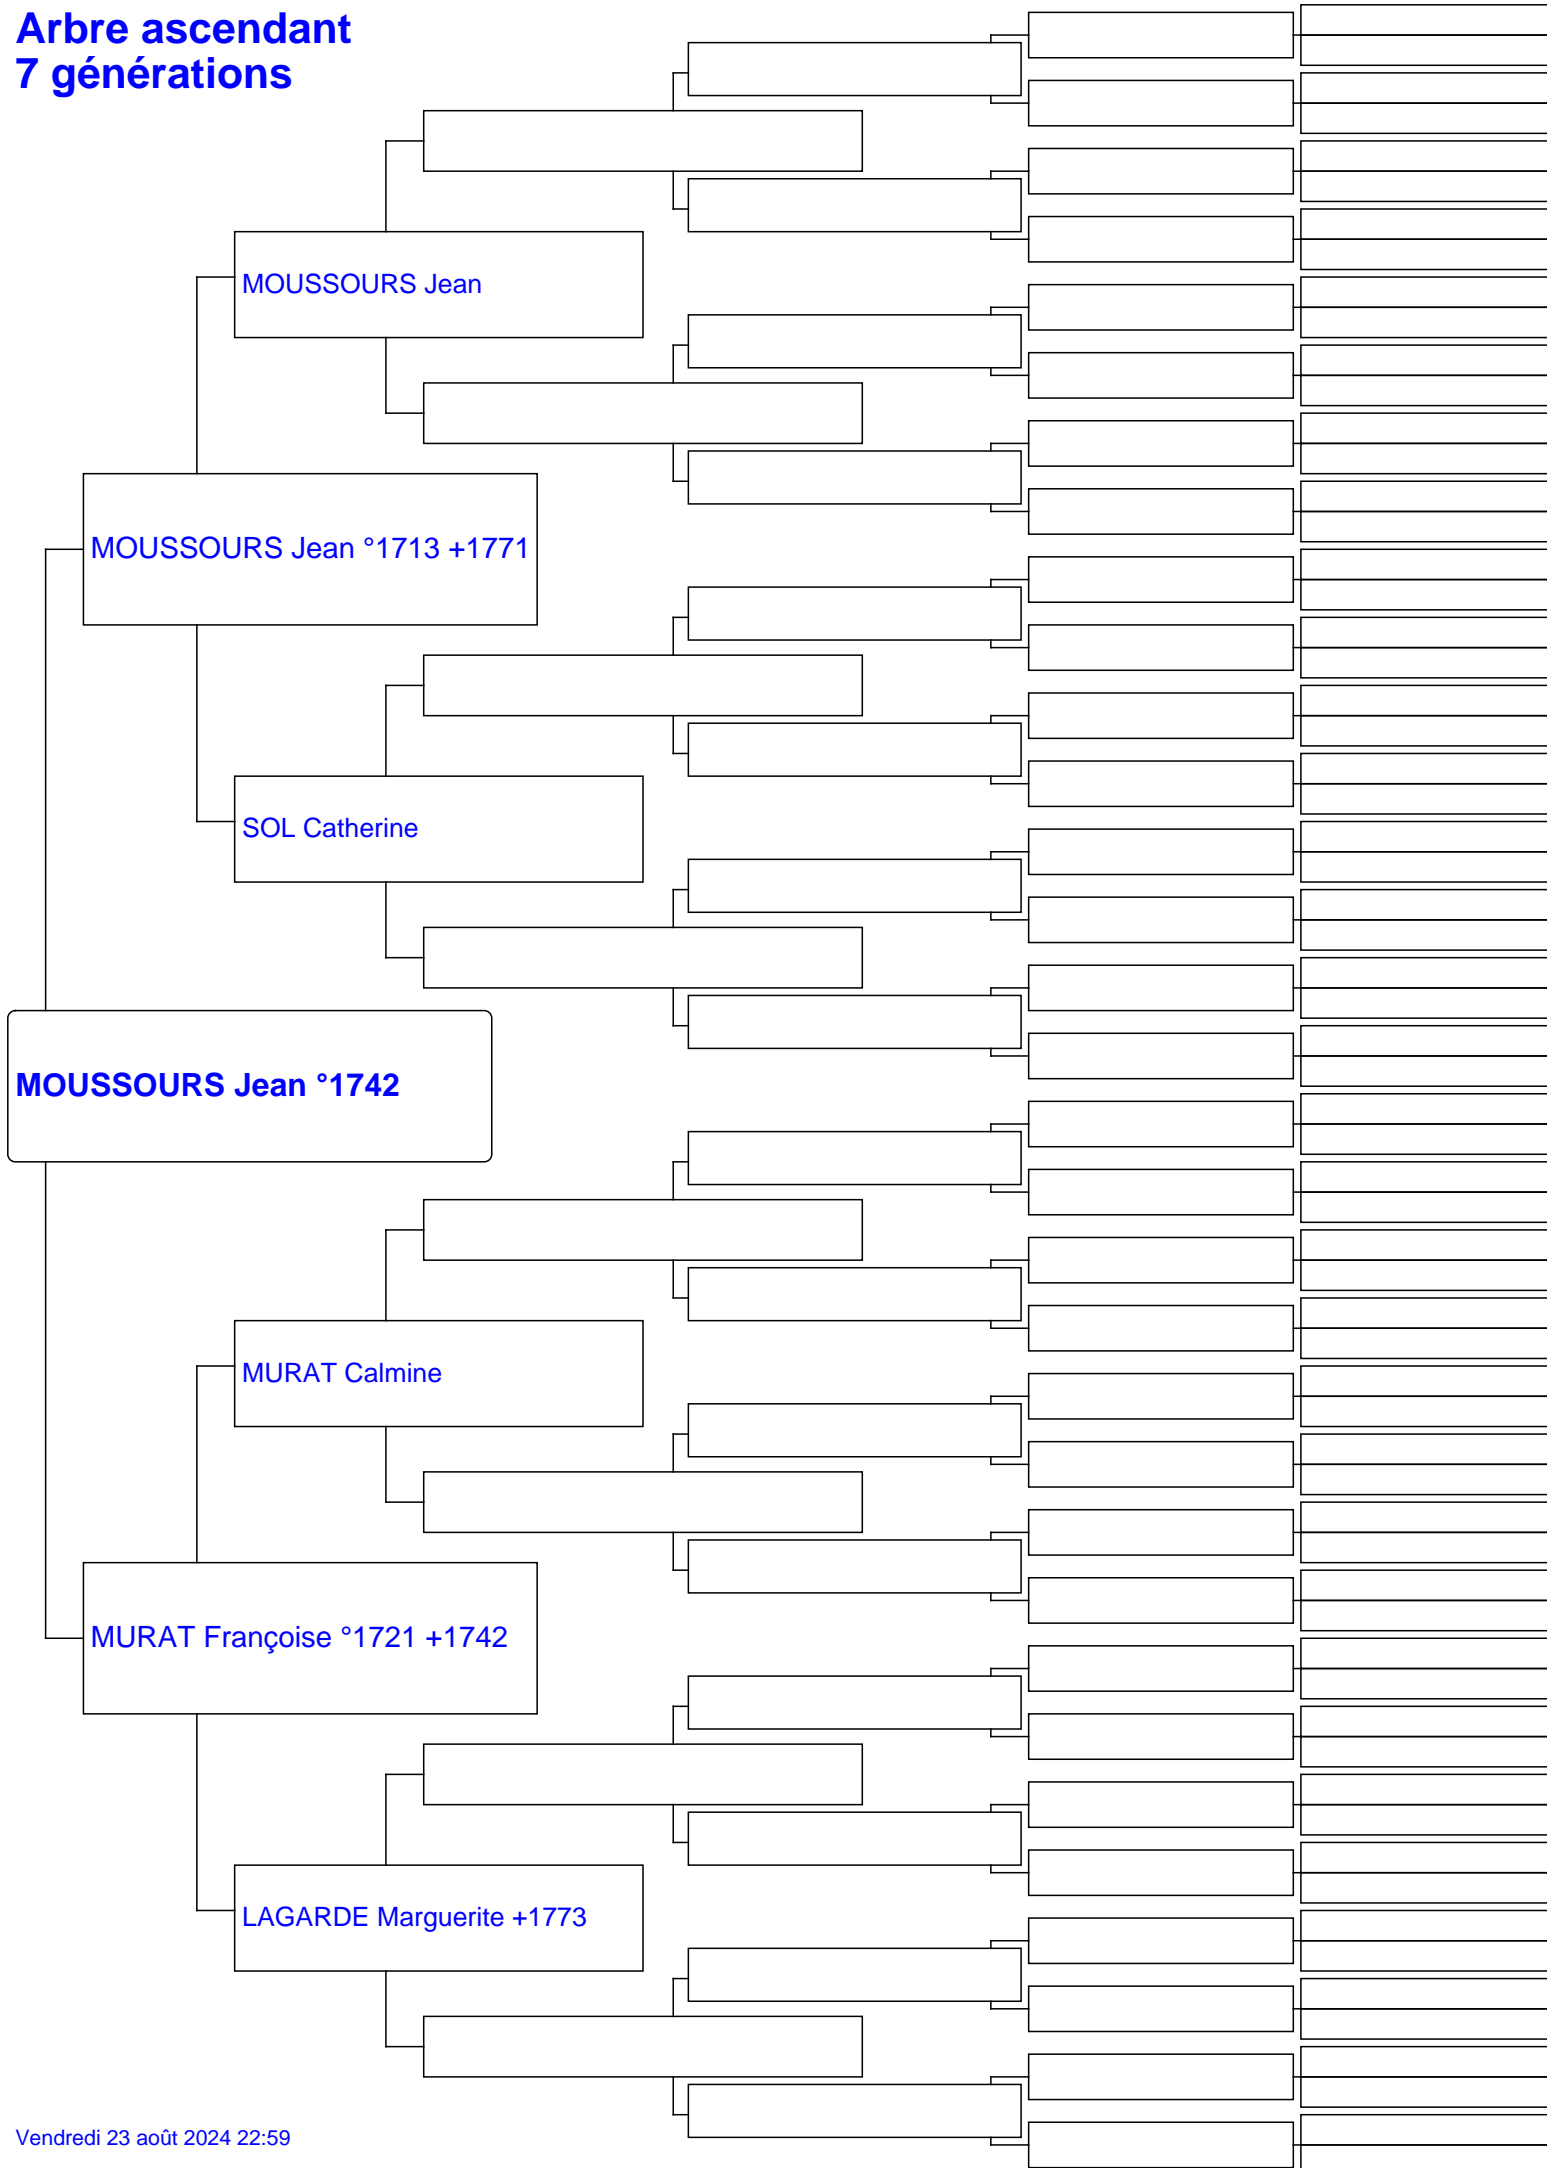 Arbre ascendant
7 générations
MOUSSOURS Jean
MOUSSOURS Jean °1713 +1771
SOL Catherine
MOUSSOURS Jean °1742
MURAT Calmine
MURAT Françoise °1721 +1742
LAGARDE Marguerite +1773
Vendredi 23 août 2024 22:59